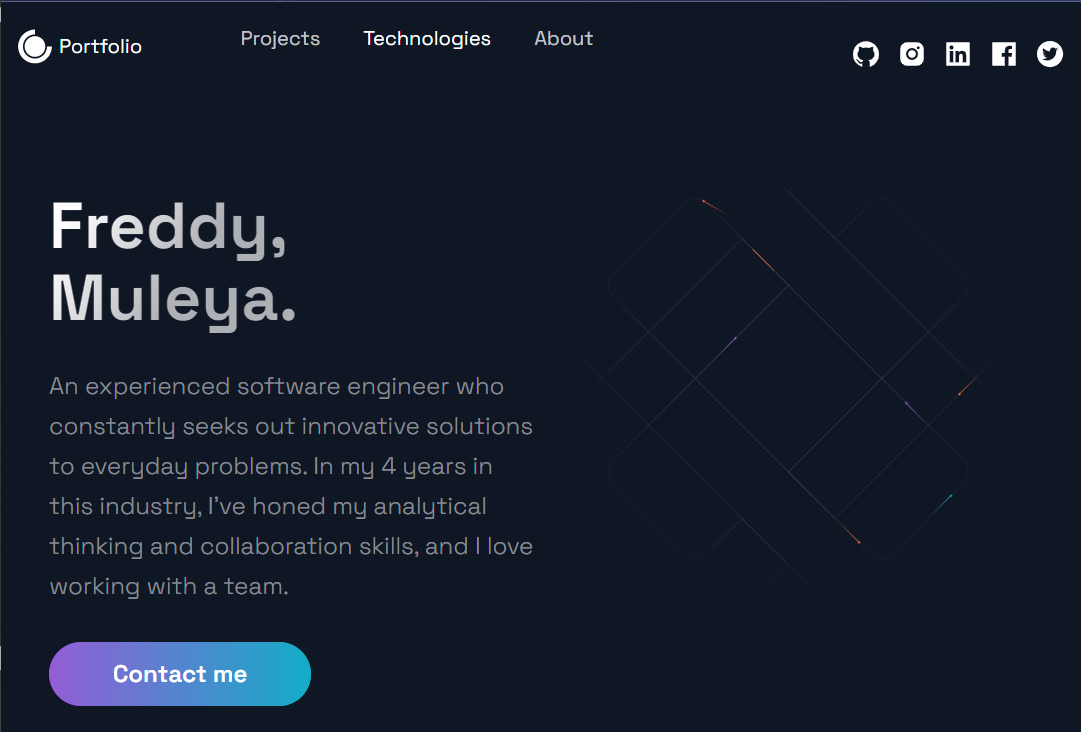 Portfolio
Projects
Technologies
About
Freddy,
Muleya.
An experienced software engineer who
constantly seeks out innovative solutions
to everyday problems. In my 4 years in
this industry, I've honed my analytical
thinking and collaboration skills, and I love
working with a team.
Contact me